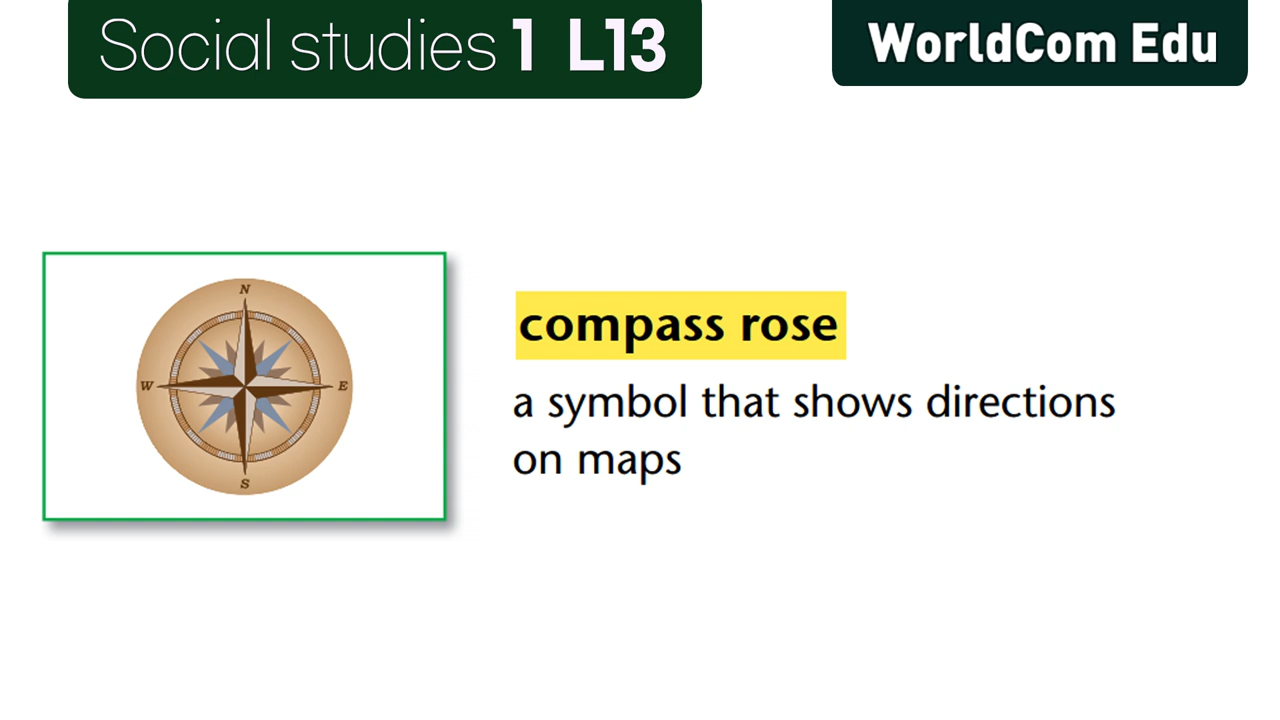 Social studies 1 L13
WorldCom Edu
N
W
E
S
compass rose
a symbol that shows directions
on maps